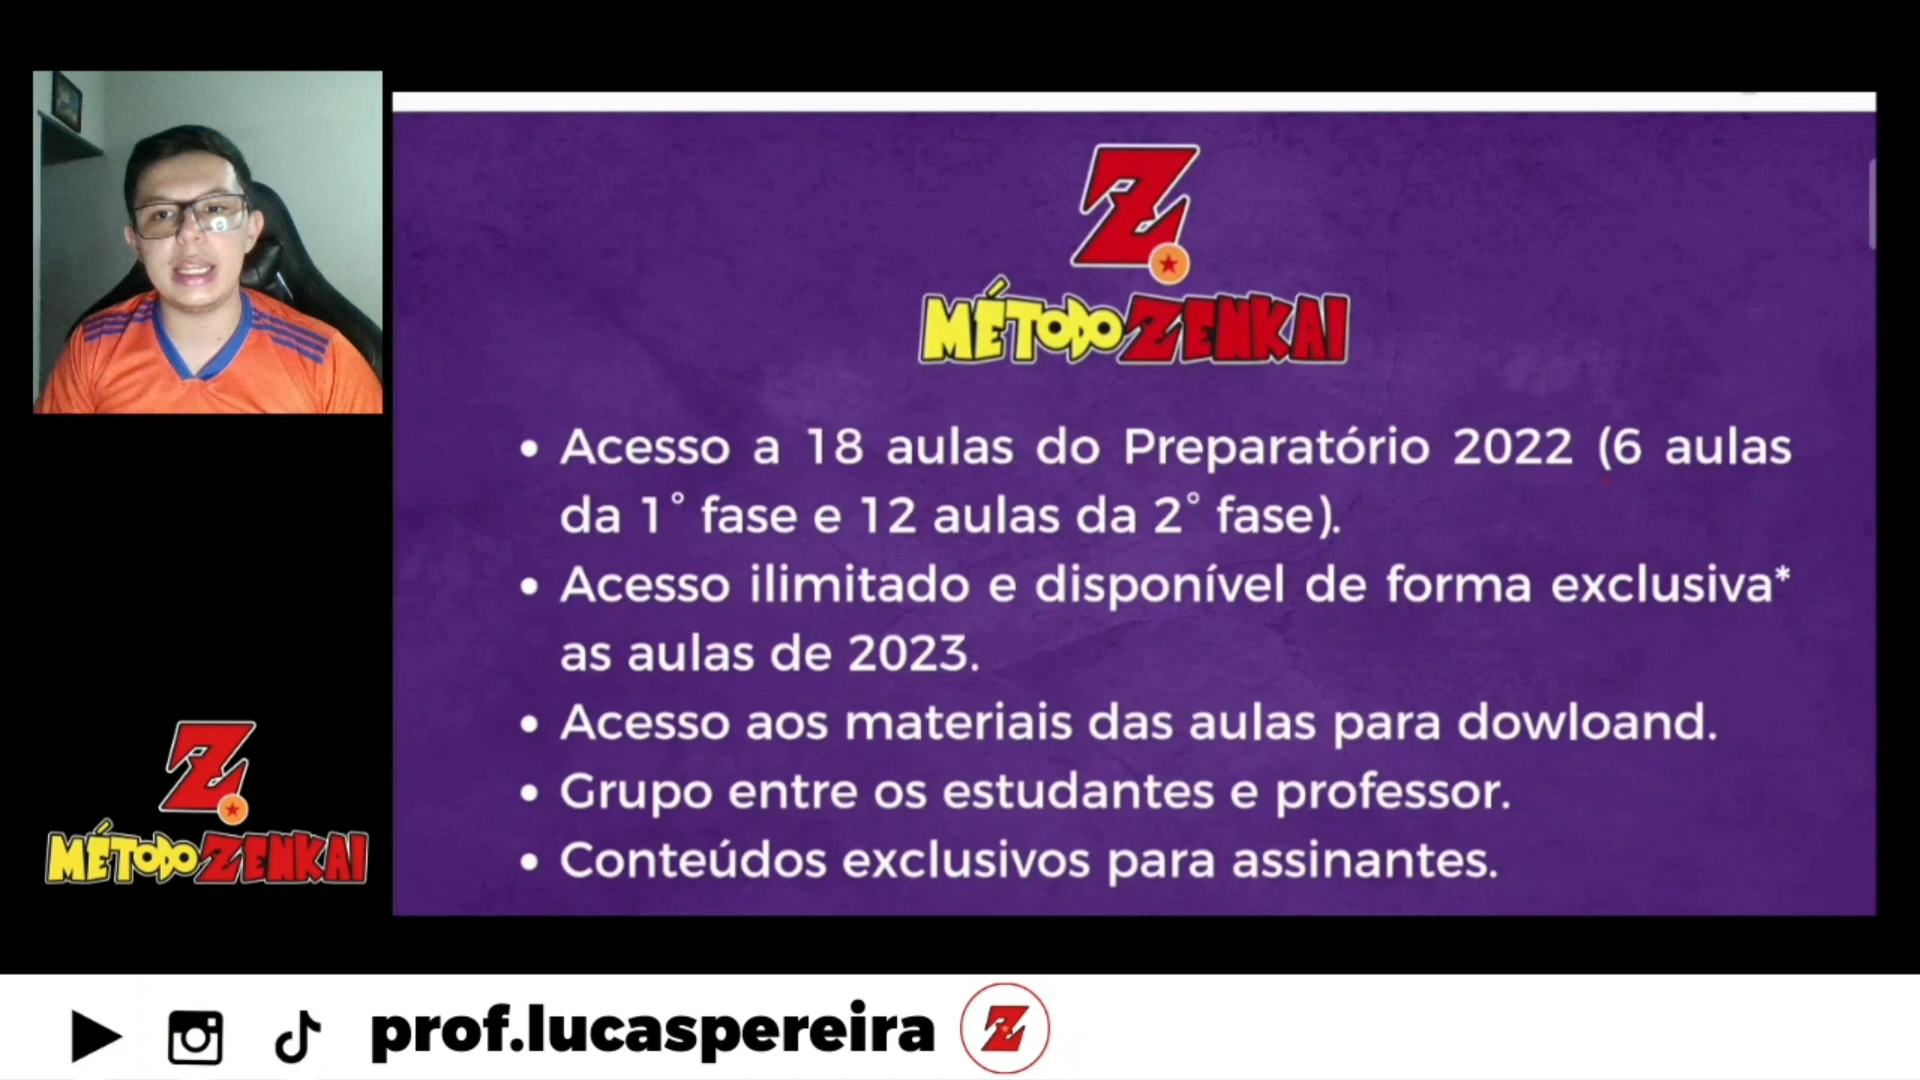 Z
MÉTODO ZENKAI
• Acesso a 18 aulas do Preparatório 2022 (6 aulas
da 1° fase e 12 aulas da 2° fase).
• Acesso ilimitado e disponível de forma exclusiva*
as aulas de 2023.
• Acesso aos materiais das aulas para dowloand.
• Grupo entre os estudantes e professor.
• Conteúdos exclusivos para assinantes.
Z
MÉTODO ZENKAI
prof.lucaspereira
Z